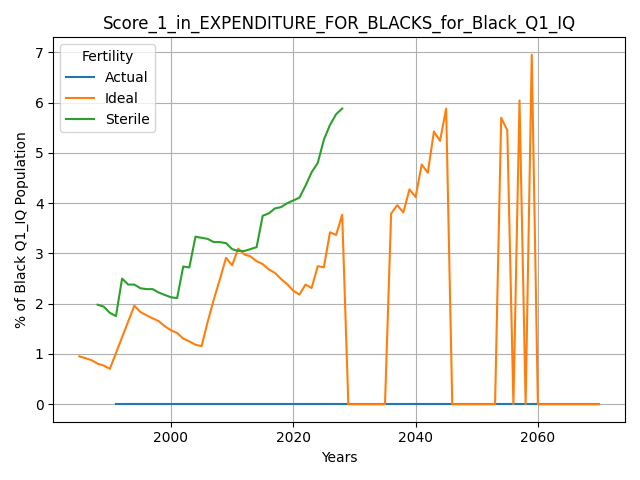 Score_1_in_EXPENDITURE_FOR_BLACKS_for_Black_Q1_IQ
Fertility
Actual
Ideal
Sterile
% of Black Q1_IQ Population
7
6
5
4
3
2
1
0
2000 2020 2040 2060
Years